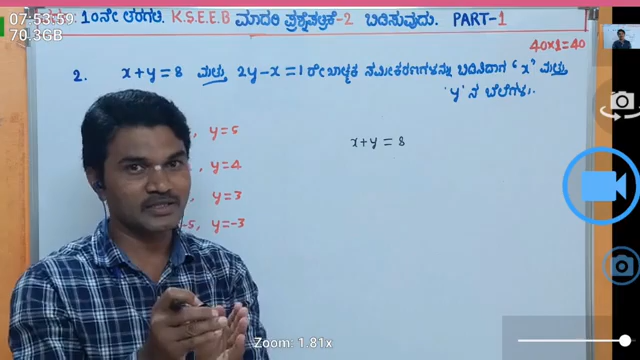 07:53:59
70.3GB
10ನೇ ತರಗತಿ. K.S.E.E.B ಮಾದರಿ ಪ್ರಶ್ನೆಪತ್ರಿಕೆ-2 ಬಿಡಿಸುವುದು. PART-1
40×1=40
2. x+y=8 ಮತ್ತು 2y-x=1 ರೇಖಾತ್ಮಕ ಸಮೀಕರಣಗಳನ್ನು ಬಿಡಿಸಿದಾಗ 'x' ಮತ್ತು
'y' ನ ಬೆಲೆಗಳು.
, y=5
x+y=8
, y=4
, y=3
-5, y=-3
Zoom: 1.81x